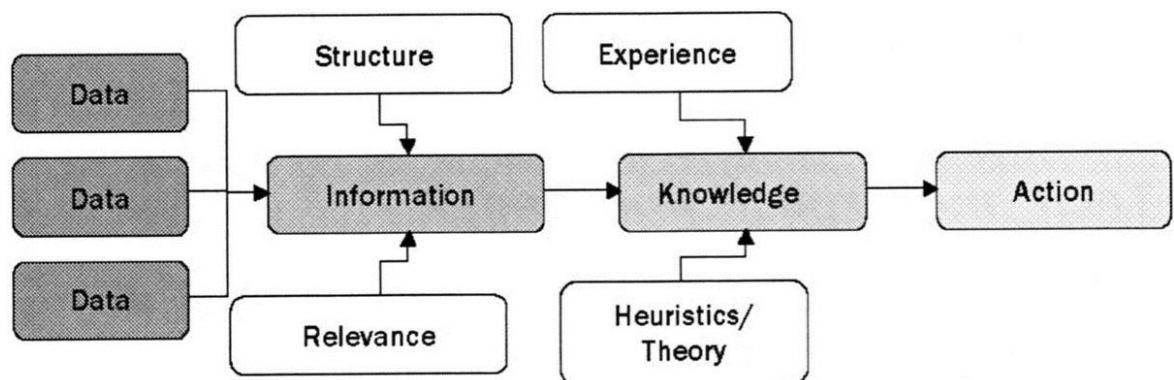 Structure
Experience
Data
Data
Information
Knowledge
Action
Data
Relevance
Heuristics/
Theory